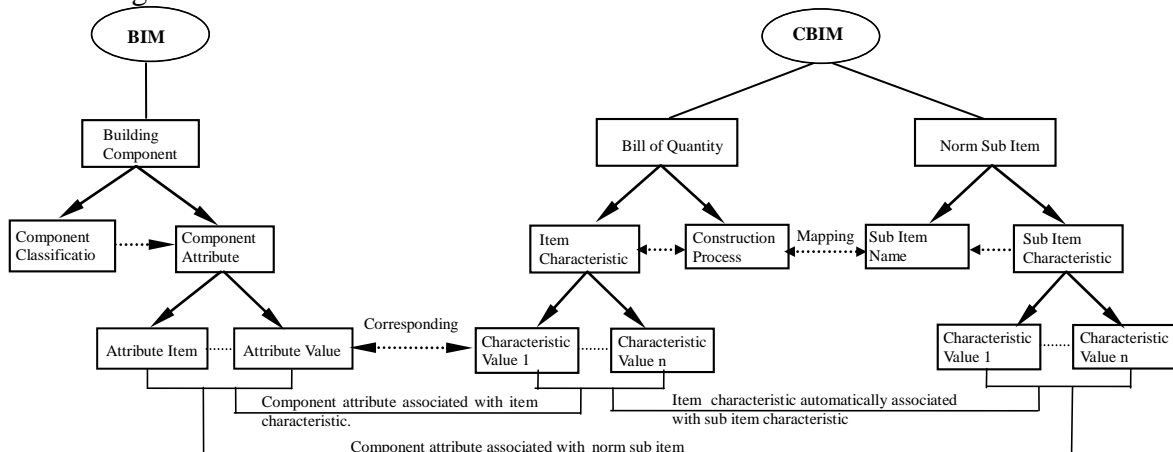 BIM
CBIM
Building
Component
Bill of Quantity
Norm Sub Item
Component
Classificatio
Component
Attribute
Item
Characteristic
Construction
Process
Mapping
Sub Item
Name
Sub Item
Characteristic
Attribute Item
Attribute Value
Corresponding
Characteristic
Value 1
Characteristic
Value n
Characteristic
Value 1
Characteristic
Value n
Component attribute associated with item
characteristic.
Item characteristic automatically associated
with sub item characteristic
Component attribute associated with norm sub item